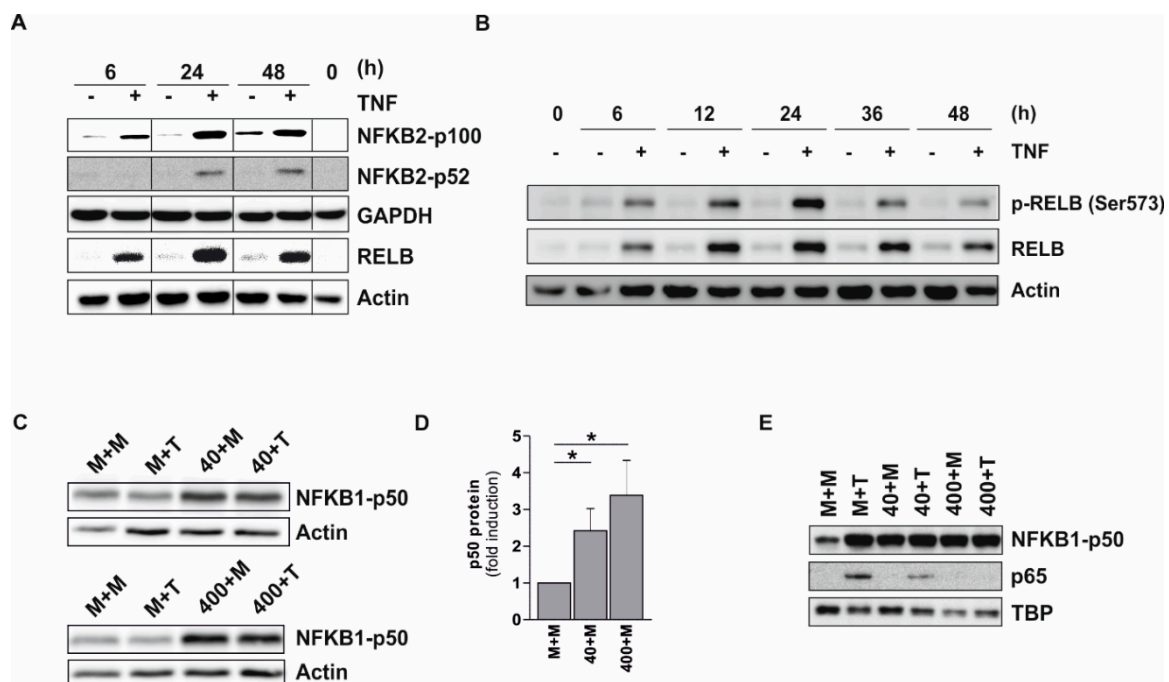 A
6 24 48 0 (h)
- + - + - + TNF
NFKB2-p100
NFKB2-p52
GAPDH
RELB
Actin
B
0 6 12 24 36 48 (h)
- - + - + - + - + - + TNF
p-RELB (Ser573)
RELB
Actin
C
M+M M+T 40+M 40+T
NFKB1-p50
Actin
M+M M+T 400+M 400+T
NFKB1-p50
Actin
D
p50 protein
(fold induction)
5
4
3
2
1
0
*
*
M+M 40+M 400+M
E
M+M M+T 40+M 40+T 400+M 400+T
NFKB1-p50
p65
TBP